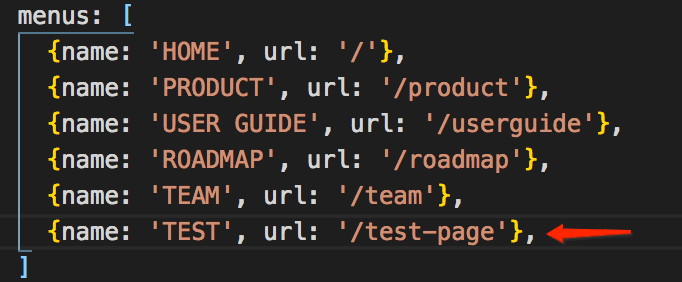 menus: [
{name: 'HOME', url: '/'},
{name: 'PRODUCT', url: '/product'},
{name: 'USER GUIDE', url: '/userguide'},
{name: 'ROADMAP', url: '/roadmap'},
{name: 'TEAM', url: '/team'},
{name: 'TEST', url: '/test-page'},
]